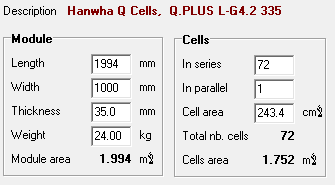 Description Hanwha Q Cells, Q.PLUS L-G4.2 335
Module
Length 1994 mm
Width 1000 mm
Thickness 35.0 mm
Weight 24.00 kg
Module area 1.994 m²
Cells
In series 72
In parallel 1
Cell area 243.4 cm²
Total nb. cells 72
Cells area 1.752 m²